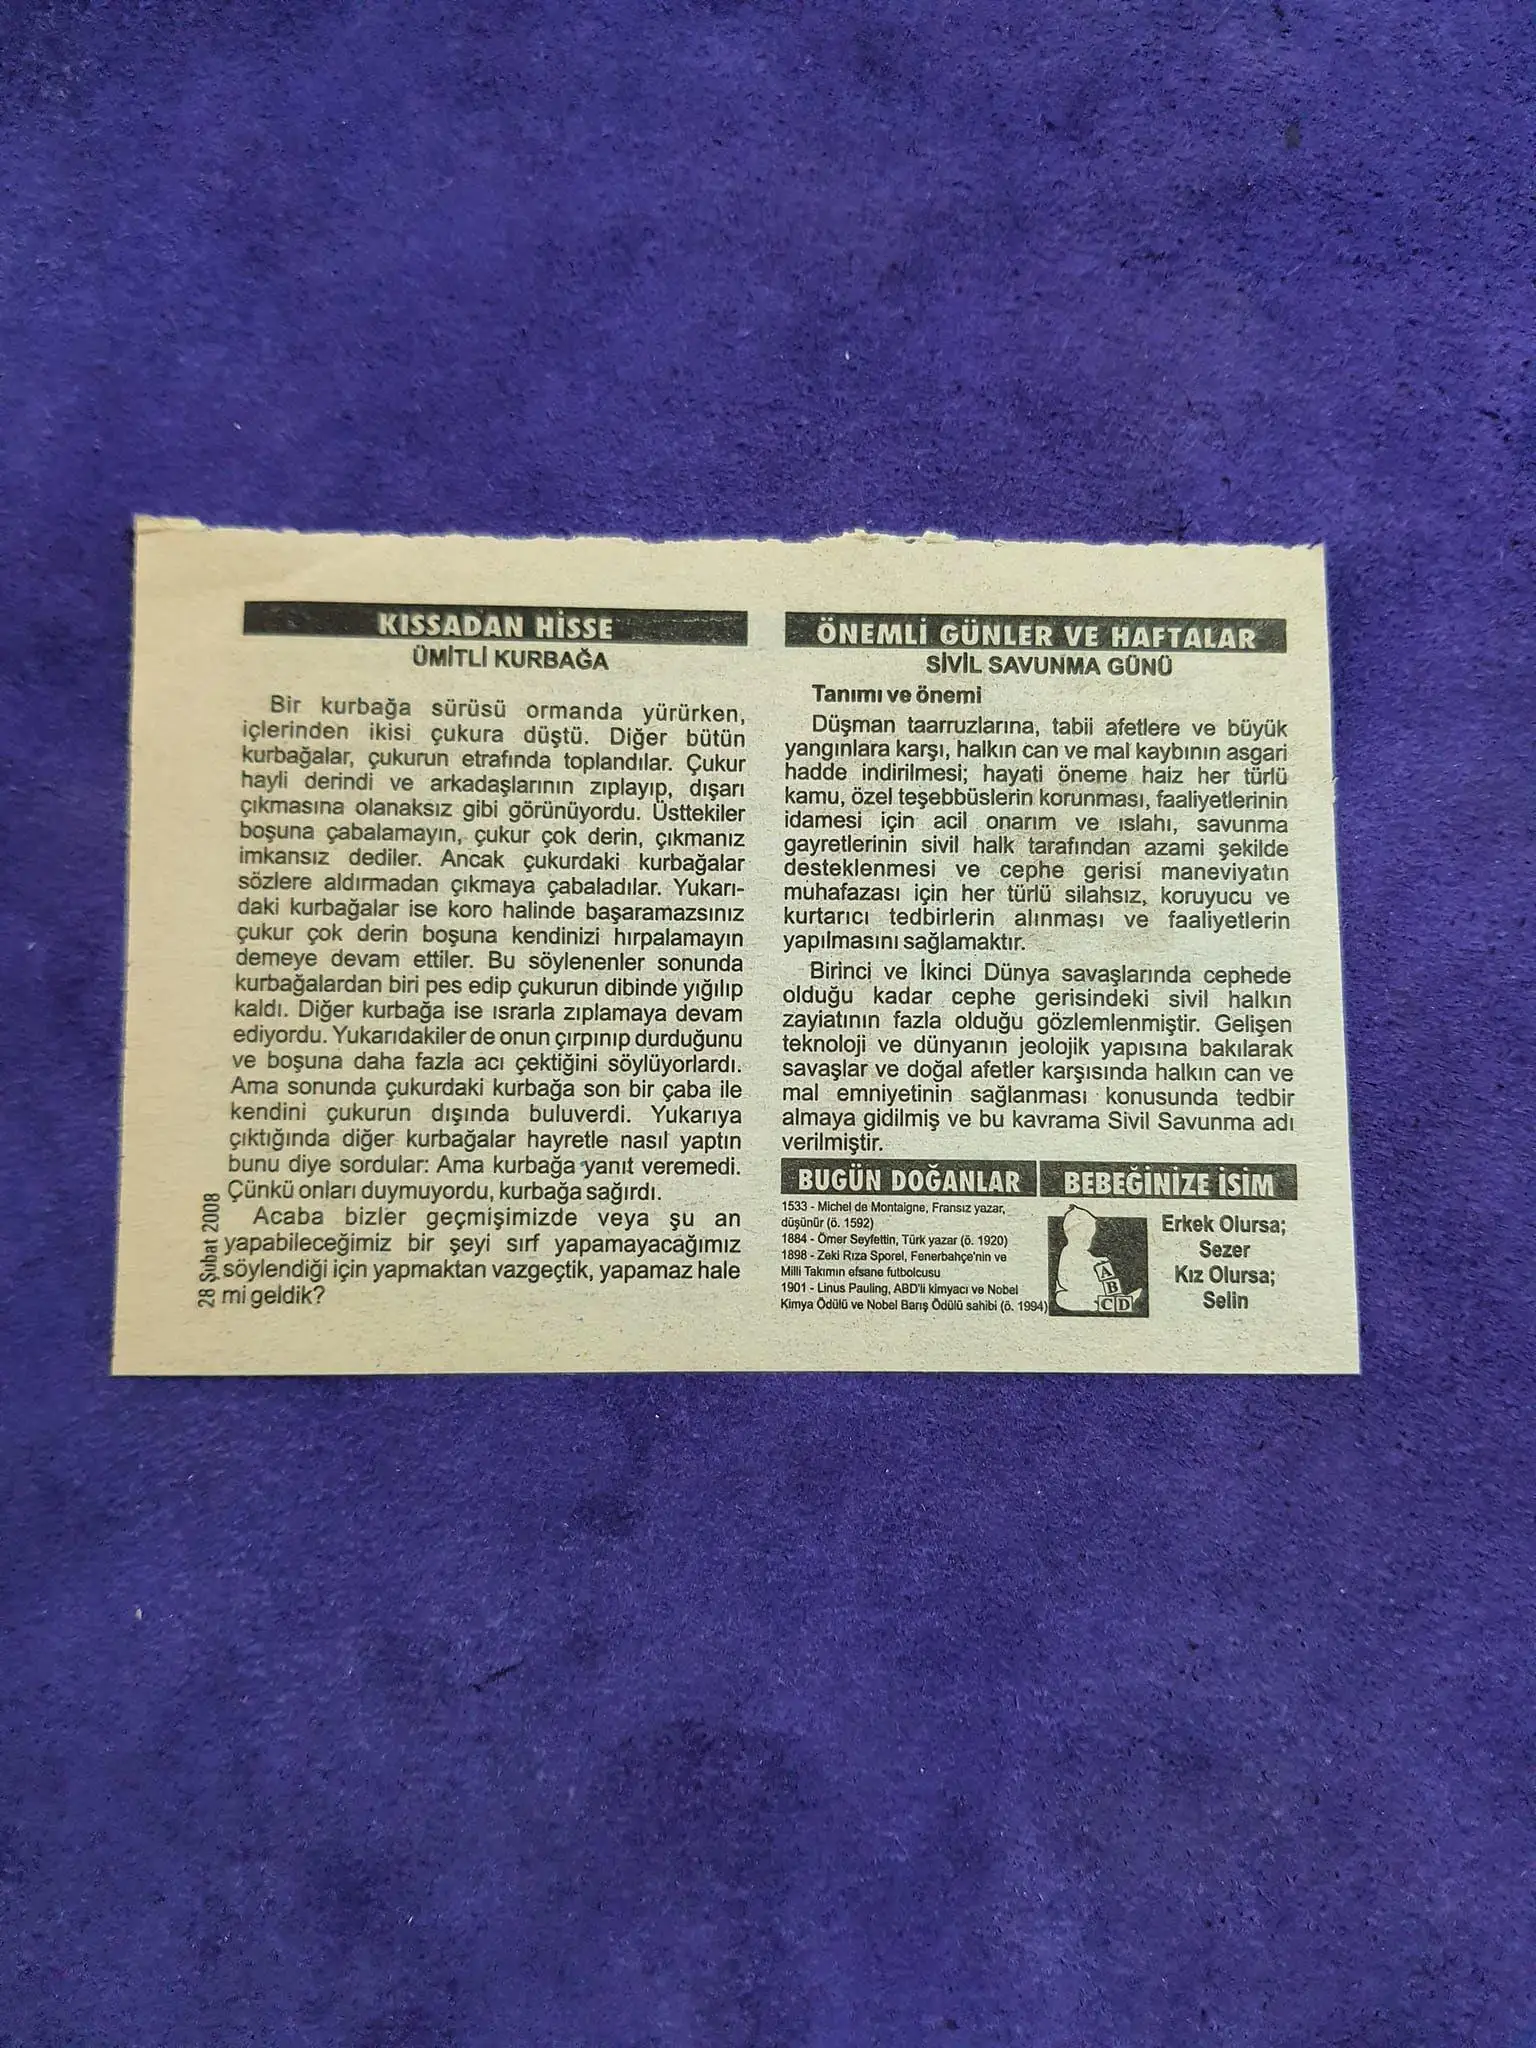 KISSADAN HİSSE
ÜMİTLİ KURBAĞA
Bir kurbağa sürüsü ormanda yürürken,
içlerinden ikisi çukura düştü. Diğer bütün
kurbağalar, çukurun etrafında toplandılar. Çukur
hayli derindi ve arkadaşlarının zıplayıp, dışarı
çıkmasına olanaksız gibi görünüyordu. Üsttekiler
boşuna çabalamayın, çukur çok derin, çıkmanız
imkansız dediler. Ancak çukurdaki kurbağalar
sözlere aldırmadan çıkmaya çabaladılar. Yukarı-
daki kurbağalar ise koro halinde başaramazsınız
çukur çok derin boşuna kendinizi hırpalamayın
demeye devam ettiler. Bu söylenenler sonunda
kurbağalardan biri pes edip çukurun dibinde yığılıp
kaldı. Diğer kurbağa ise ısrarla zıplamaya devam
ediyordu. Yukarıdakiler de onun çırpınıp durduğunu
ve boşuna daha fazla acı çektiğini söylüyorlardı.
Ama sonunda çukurdaki kurbağa son bir çaba ile
kendini çukurun dışında buluverdi. Yukarıya
çıktığında diğer kurbağalar hayretle nasıl yaptın
bunu diye sordular: Ama kurbağa yanıt veremedi.
Çünkü onları duymuyordu, kurbağa sağırdı.
Acaba bizler geçmişimizde veya şu an
yapabileceğimiz bir şeyi sırf yapamayacağımız
söylendiği için yapmaktan vazgeçtik, yapamaz hale
mi geldik?
28 Şubat 2008
ÖNEMLİ GÜNLER VE HAFTALAR
SİVİL SAVUNMA GÜNÜ
Tanımı ve önemi
Düşman taarruzlarına, tabii afetlere ve büyük
yangınlara karşı, halkın can ve mal kaybının asgari
hadde indirilmesi; hayati öneme haiz her türlü
kamu, özel teşebbüslerin korunması, faaliyetlerinin
idamesi için acil onarım ve ıslahı, savunma
gayretlerinin sivil halk tarafından azami şekilde
desteklenmesi ve cephe gerisi maneviyatın
muhafazası için her türlü silahsız, koruyucu ve
kurtarıcı tedbirlerin alınması ve faaliyetlerin
yapılmasını sağlamaktır.
Birinci ve İkinci Dünya savaşlarında cephede
olduğu kadar cephe gerisindeki sivil halkın
zayiatının fazla olduğu gözlemlenmiştir. Gelişen
teknoloji ve dünyanın jeolojik yapısına bakılarak
savaşlar ve doğal afetler karşısında halkın can ve
mal emniyetinin sağlanması konusunda tedbir
almaya gidilmiş ve bu kavrama Sivil Savunma adı
verilmiştir.
BUGÜN DOĞANLAR
1533 - Michel de Montaigne, Fransız yazar,
düşünür (ö. 1592)
1884 - Ömer Seyfettin, Türk yazar (ö. 1920)
1898 - Zeki Rıza Sporel, Fenerbahçe'nin ve
Milli Takımın efsane futbolcusu
1901 - Linus Pauling, ABD'li kimyacı ve Nobel
Kimya Ödülü ve Nobel Barış Ödülü sahibi (ö. 1994)
BEBEĞİNİZE İSİM
A
B
C D
Erkek Olursa;
Sezer
Kız Olursa;
Selin